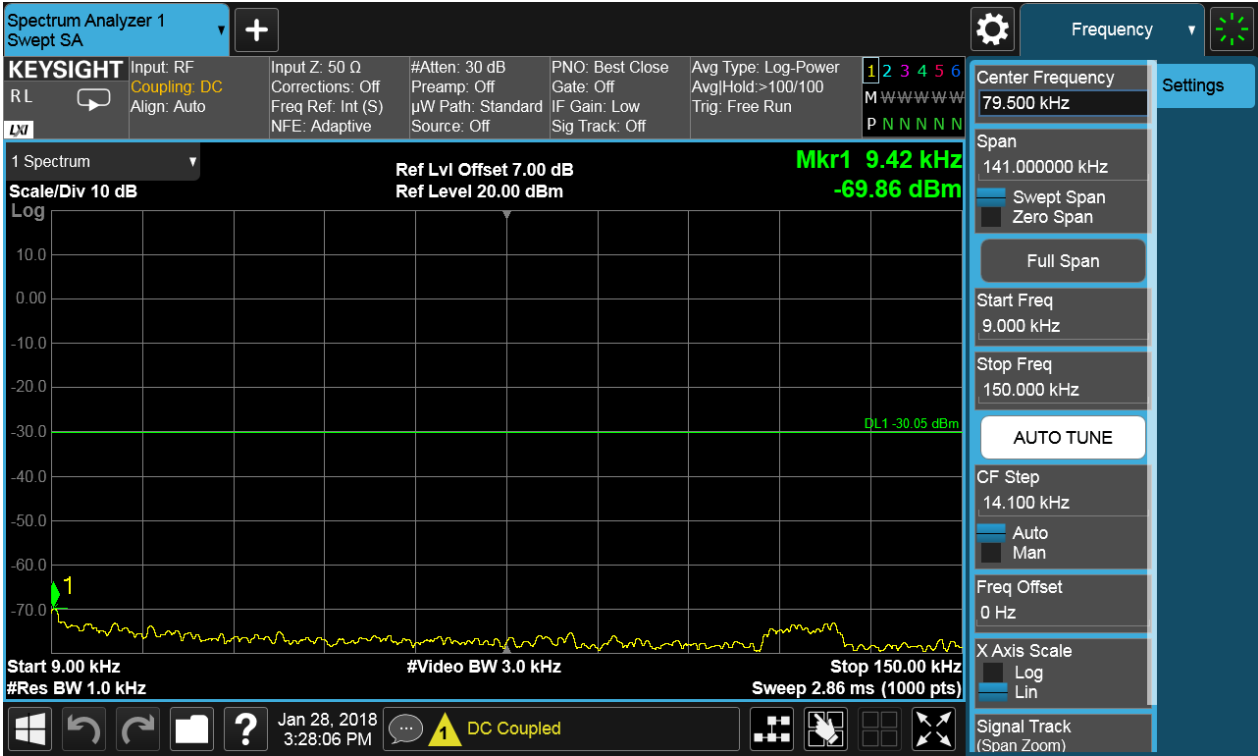 Spectrum Analyzer 1
Swept SA
Frequency
KEYSIGHT
R L
LXI
Input: RF
Coupling: DC
Align: Auto
Input Z: 50 Ω
Corrections: Off
Freq Ref: Int (S)
NFE: Adaptive
#Atten: 30 dB
Preamp: Off
µW Path: Standard
Source: Off
PNO: Best Close
Gate: Off
IF Gain: Low
Sig Track: Off
Avg Type: Log-Power
Avg|Hold:>100/100
Trig: Free Run
1 2 3 4 5 6
M W W W W W
P N N N N N
Center Frequency
79.500 kHz
Settings
Span
141.000000 kHz
Swept Span
Zero Span
Full Span
Start Freq
9.000 kHz
Stop Freq
150.000 kHz
AUTO TUNE
CF Step
14.100 kHz
Auto
Man
Freq Offset
0 Hz
X Axis Scale
Log
Lin
Signal Track
(Span Zoom)
1 Spectrum
Scale/Div 10 dB
Log
Ref Lvl Offset 7.00 dB
Ref Level 20.00 dBm
Mkr1 9.42 kHz
-69.86 dBm
10.0
0.00
-10.0
-20.0
-30.0
DL1 -30.05 dBm
-40.0
-50.0
-60.0
1
-70.0
Start 9.00 kHz
#Video BW 3.0 kHz
Stop 150.00 kHz
#Res BW 1.0 kHz
Sweep 2.86 ms (1000 pts)
?
Jan 28, 2018
3:28:06 PM
1
DC Coupled